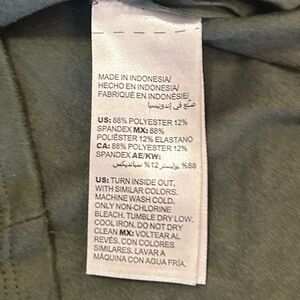 MADE IN INDONESIA/
HECHO EN INDONESIA/
FABRIQUÉ EN INDONÉSIE/
صنع في إندونيسيا
US: 88% POLYESTER 12%
SPANDEX MX: 88%
POLIÉSTER 12% ELASTANO
CA: 88% POLYESTER 12%
SPANDEX AE/KW:
88% بوليستر 12% سبانديكس
US: TURN INSIDE OUT.
WITH SIMILAR COLORS.
MACHINE WASH COLD.
ONLY NON-CHLORINE
BLEACH. TUMBLE DRY LOW.
COOL IRON. DO NOT DRY
CLEAN MX: VOLTEAR AL
REVÉS. CON COLORES
SIMILARES. LAVAR A
MÁQUINA CON AGUA FRÍA.